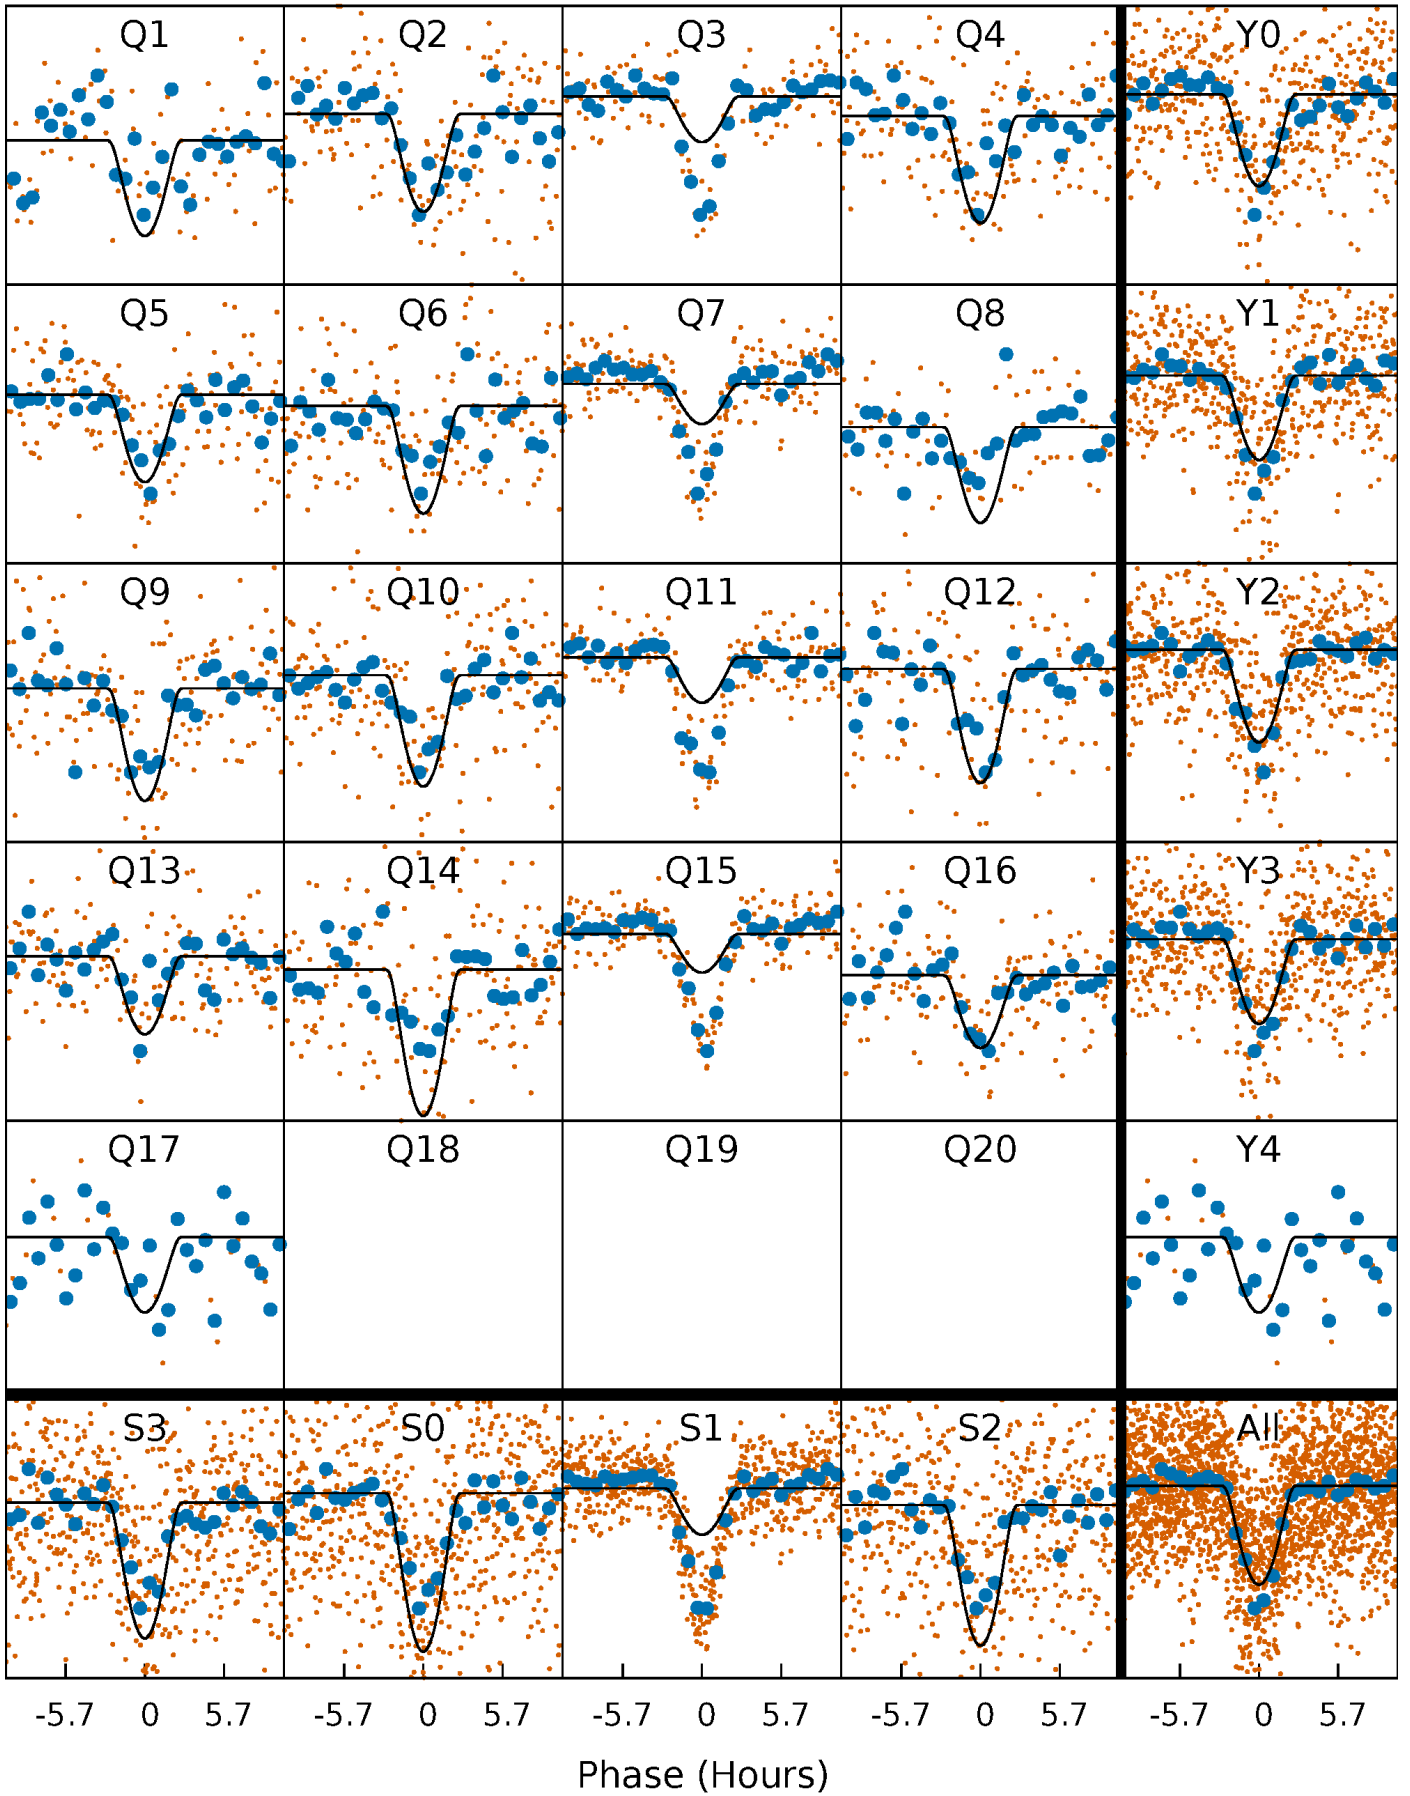 Q1 Q2 Q3 Q4 Y0
Q5 Q6 Q7 Q8 Y1
Q9 Q10 Q11 Q12 Y2
Q13 Q14 Q15 Q16 Y3
Q17 Q18 Q19 Q20 Y4
S3 S0 S1 S2 All
-5.7 0 5.7 -5.7 0 5.7 -5.7 0 5.7 -5.7 0 5.7 -5.7 0 5.7
Phase (Hours)